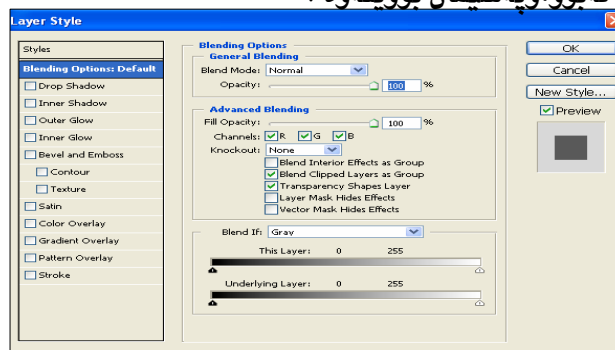 Layer Style
Styles
Blending Options: Default
Drop Shadow
Inner Shadow
Outer Glow
Inner Glow
Bevel and Emboss
Contour
Texture
Satin
Color Overlay
Gradient Overlay
Pattern Overlay
Stroke
Blending Options
General Blending
Blend Mode: Normal
Opacity: 100 %
Advanced Blending
Fill Opacity: 100 %
Channels: R G B
Knockout: None
Blend Interior Effects as Group
Blend Clipped Layers as Group
Transparency Shapes Layer
Layer Mask Hides Effects
Vector Mask Hides Effects
Blend If: Gray
This Layer: 0 255
Underlying Layer: 0 255
OK
Cancel
New Style...
Preview